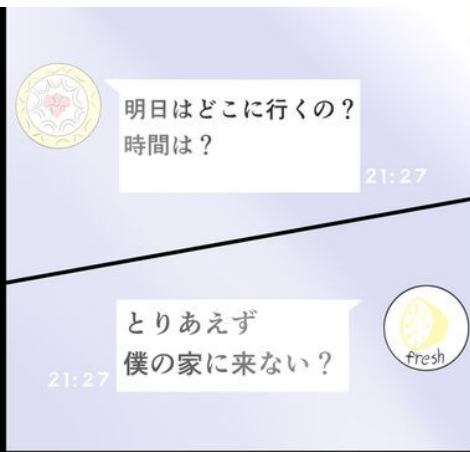 明日はどこに行くの？
時間は？
21:27
とりあえず
僕の家に来ない？
21:27
fresh